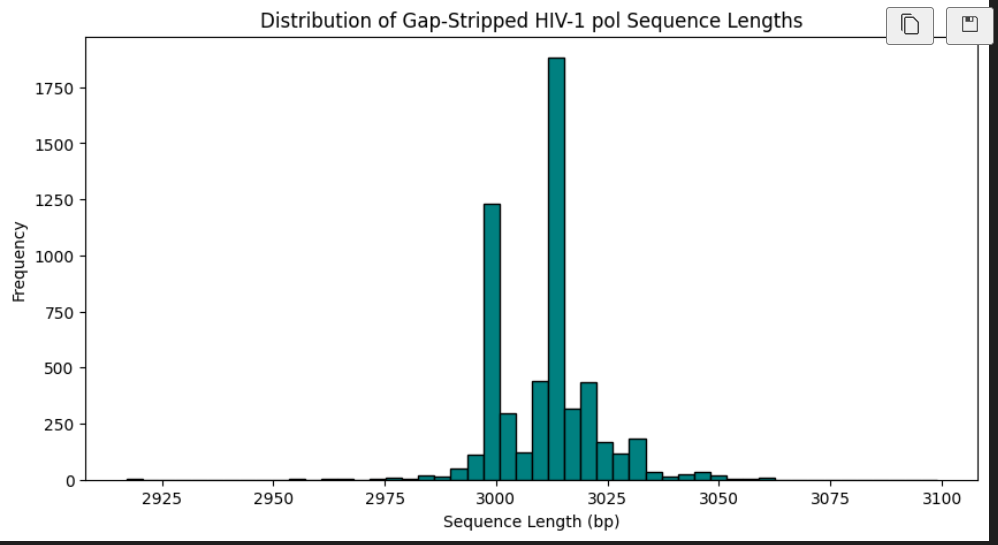 Distribution of Gap-Stripped HIV-1 pol Sequence Lengths
1750
1500
1250
1000
750
500
250
0
Frequency
2925 2950 2975 3000 3025 3050 3075 3100
Sequence Length (bp)